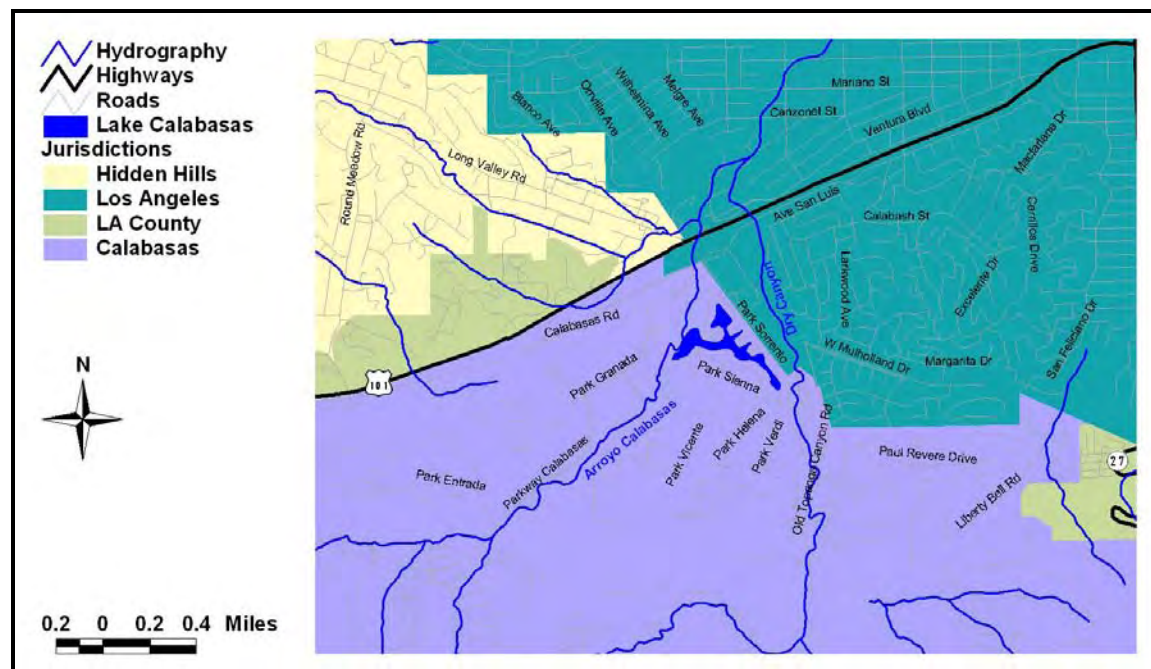 Hydrography
Highways
Roads
Lake Calabasas
Jurisdictions
Hidden Hills
Los Angeles
LA County
Calabasas
N
0.2 0 0.2 0.4 Miles
Mariano St
Melgre Ave
Wilhelmina Ave
Canzonet St
Orrville Ave
Blanco Ave
Ventura Blvd
Macfarlane Dr
Round Meadow Rd
Long Valley Rd
Ave San Luis
Calabash St
Cerrillos Drive
Larkwood Ave
Excelente Dr
Dry Canyon
San Feliciano Dr
Park Sorrento
Calabasas Rd
W Mulholland Dr
Margarita Dr
101
Park Granada
Park Sienna
Arroyo Calabasas
Park Vicente
Park Helena
Park Verdi
Old Topanga Canyon Rd
Paul Revere Drive
27
Parkway Calabasas
Park Entrada
Liberty Bell Rd